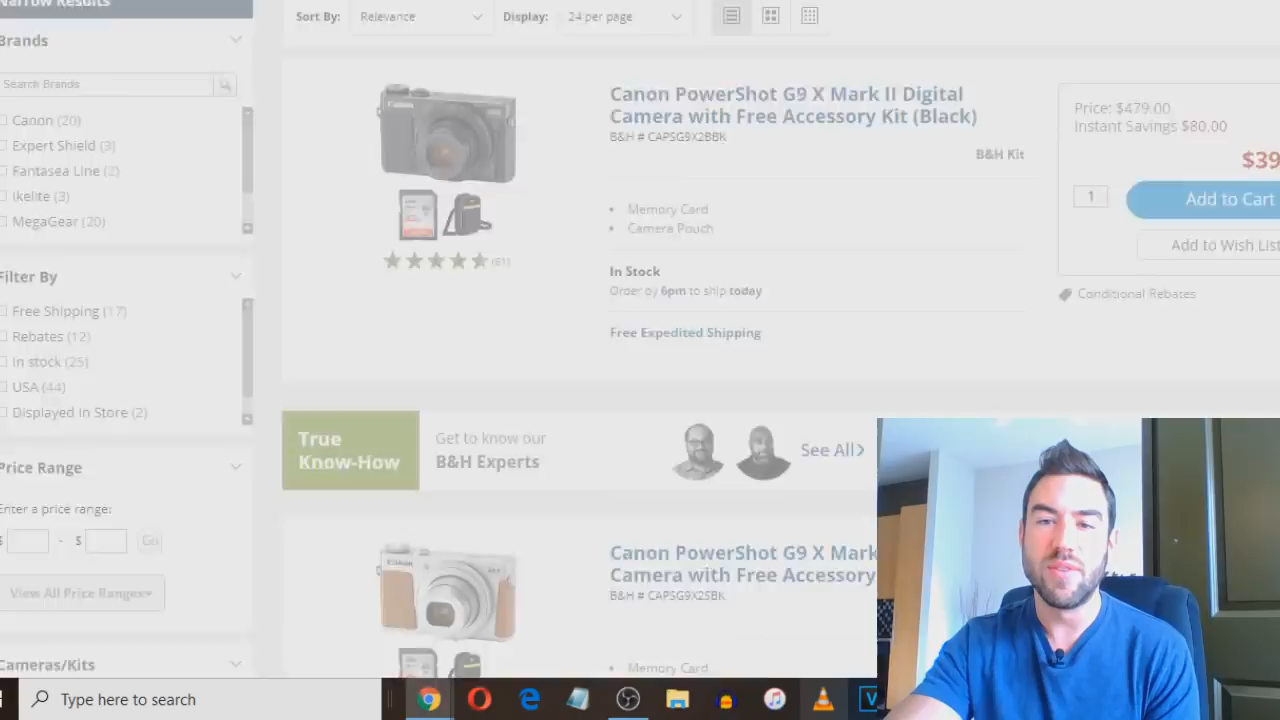 Narrow Results
Sort By:
Relevance
Display:
24 per page
Brands
Search Brands
Canon (20)
Expert Shield (3)
Fantasea Line (2)
Ikelite (3)
MegaGear (20)
Filter By
Free Shipping (17)
Rebates (12)
In stock (25)
USA (44)
Displayed In Store (2)
Price Range
Enter a price range:
$ - $ Go
View All Price Ranges
Cameras/Kits
Canon PowerShot G9 X Mark II Digital
Camera with Free Accessory Kit (Black)
B&H # CAPSG9X2BBK
B&H Kit
Memory Card
Camera Pouch
(61)
In Stock
Order by 6pm to ship today
Free Expedited Shipping
Price: $479.00
Instant Savings $80.00
$39
1
Add to Cart
Add to Wish List
Conditional Rebates
True
Know-How
Get to know our
B&H Experts
See All
Canon PowerShot G9 X Mark
Camera with Free Accessory
B&H # CAPSG9X2SBK
Memory Card
Type here to search